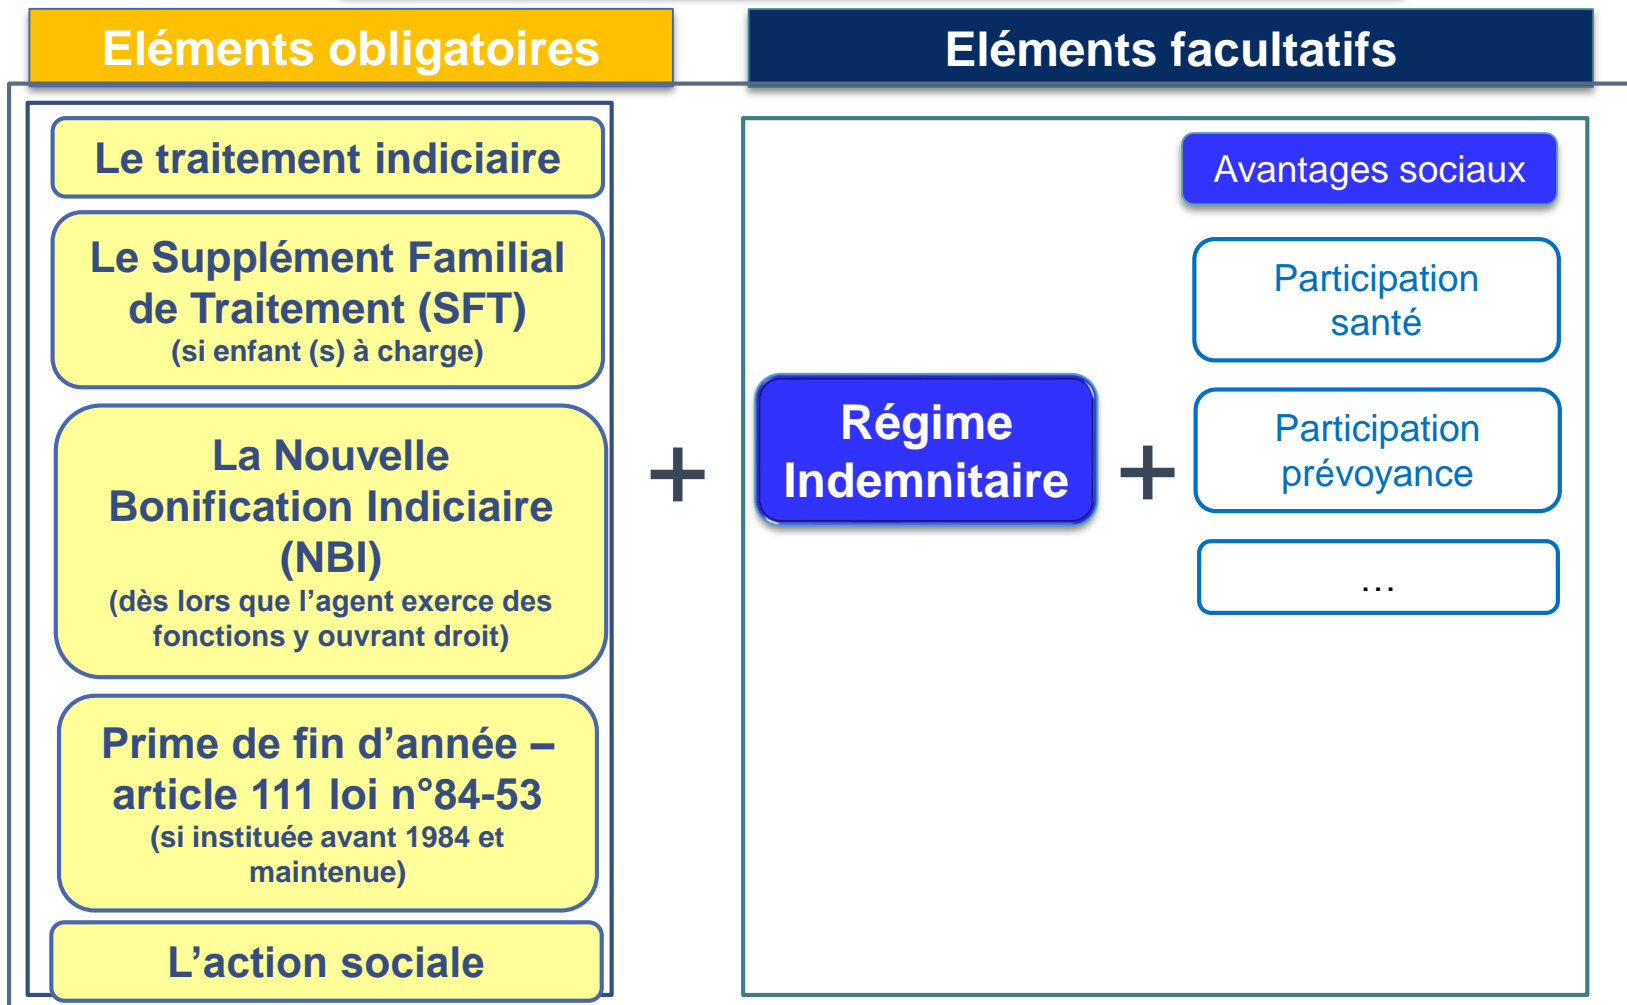 Eléments obligatoires
Le traitement indiciaire
Le Supplément Familial
de Traitement (SFT)
(si enfant (s) à charge)
La Nouvelle
Bonification Indiciaire
(NBI)
(dès lors que l’agent exerce des
fonctions y ouvrant droit)
Prime de fin d’année –
article 111 loi n°84-53
(si instituée avant 1984 et
maintenue)
L’action sociale
+
Eléments facultatifs
Régime
Indemnitaire
+
Avantages sociaux
Participation
santé
Participation
prévoyance
…